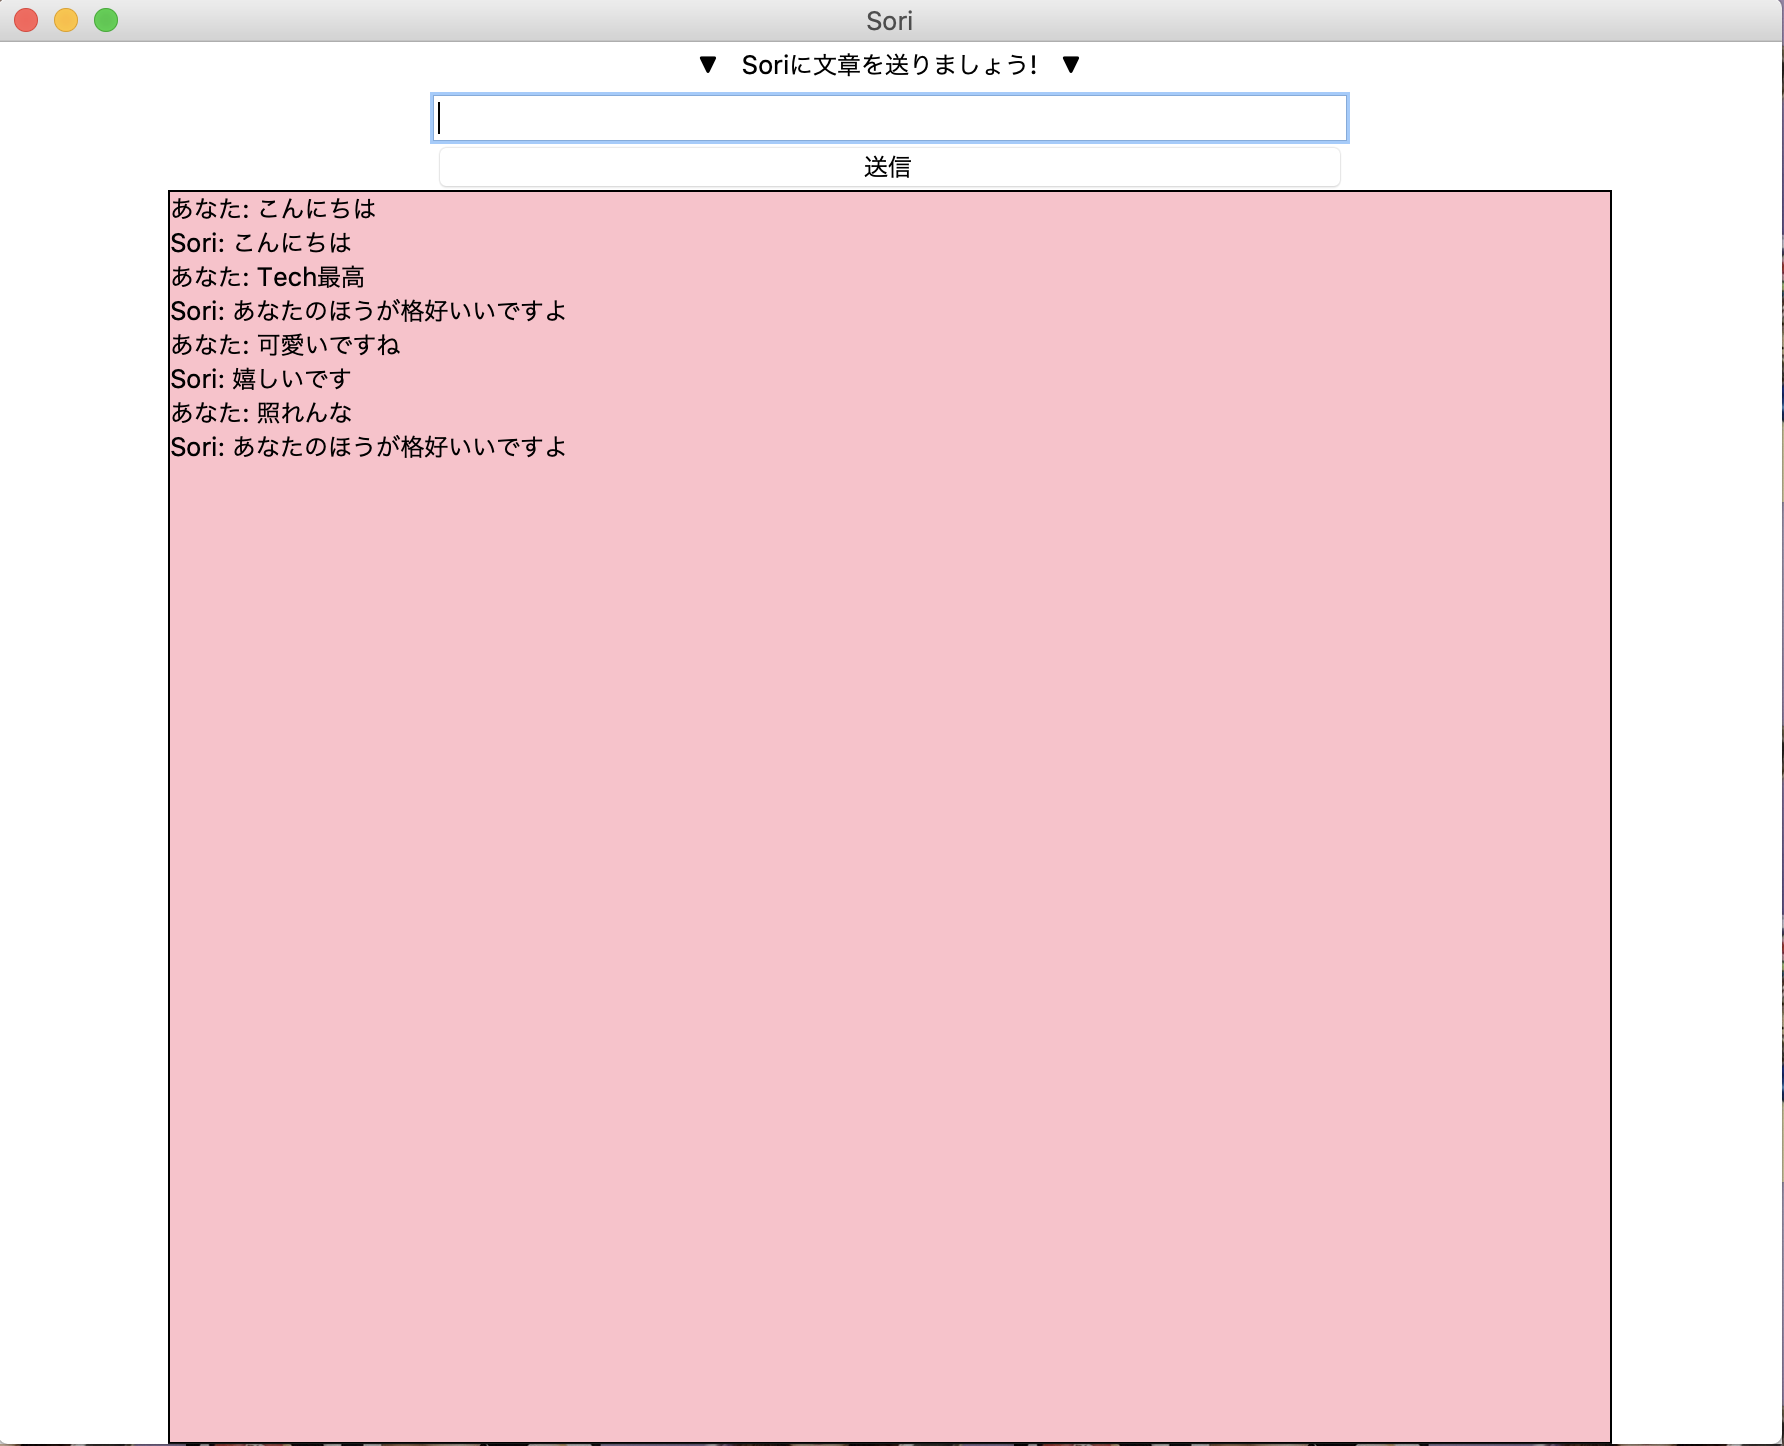 Sori
▼ Soriに文章を送りましょう! ▼
送信
あなた: こんにちは
Sori: こんにちは
あなた: Tech最高
Sori: あなたのほうが格好いいですよ
あなた: 可愛いですね
Sori: 嬉しいです
あなた: 照れんな
Sori: あなたのほうが格好いいですよ